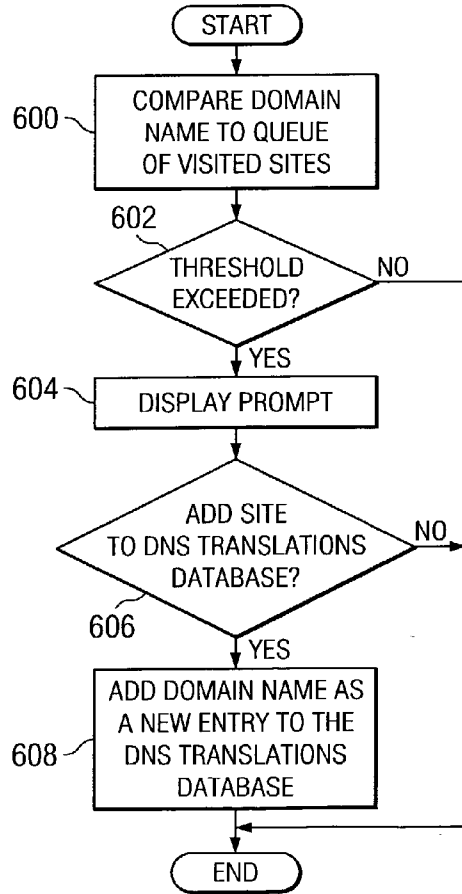 START
600
COMPARE DOMAIN
NAME TO QUEUE
OF VISITED SITES
602
THRESHOLD
EXCEEDED?
NO
YES
604
DISPLAY PROMPT
ADD SITE
TO DNS TRANSLATIONS
DATABASE?
NO
606
YES
608
ADD DOMAIN NAME AS
A NEW ENTRY TO THE
DNS TRANSLATIONS
DATABASE
END